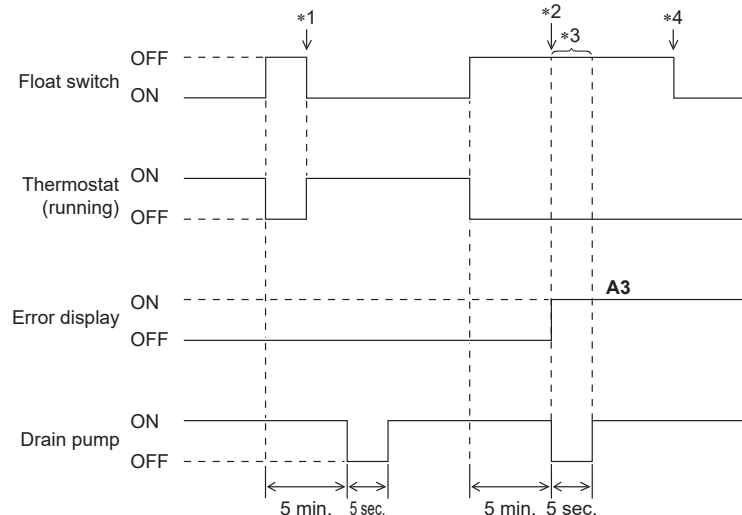 *1
*2
*3
*4
Float switch
OFF
ON
Thermostat
(running)
ON
OFF
Error display
ON
OFF
A3
Drain pump
ON
OFF
5 min.
5 sec.
5 min.
5 sec.